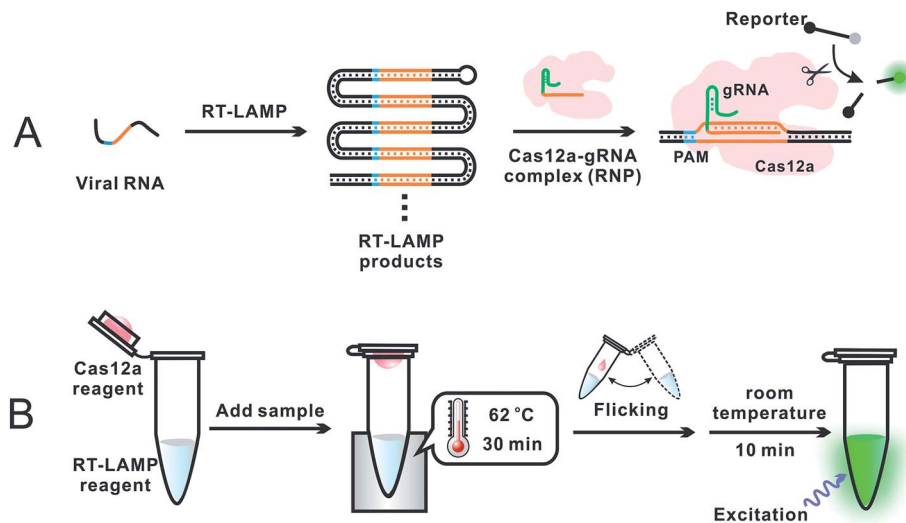 A
Viral RNA
RT-LAMP
RT-LAMP
products
Cas12a-gRNA
complex (RNP)
Reporter
gRNA
PAM
Cas12a
B
Cas12a
reagent
RT-LAMP
reagent
Add sample
62 °C
30 min
Flicking
room
temperature
10 min
Excitation